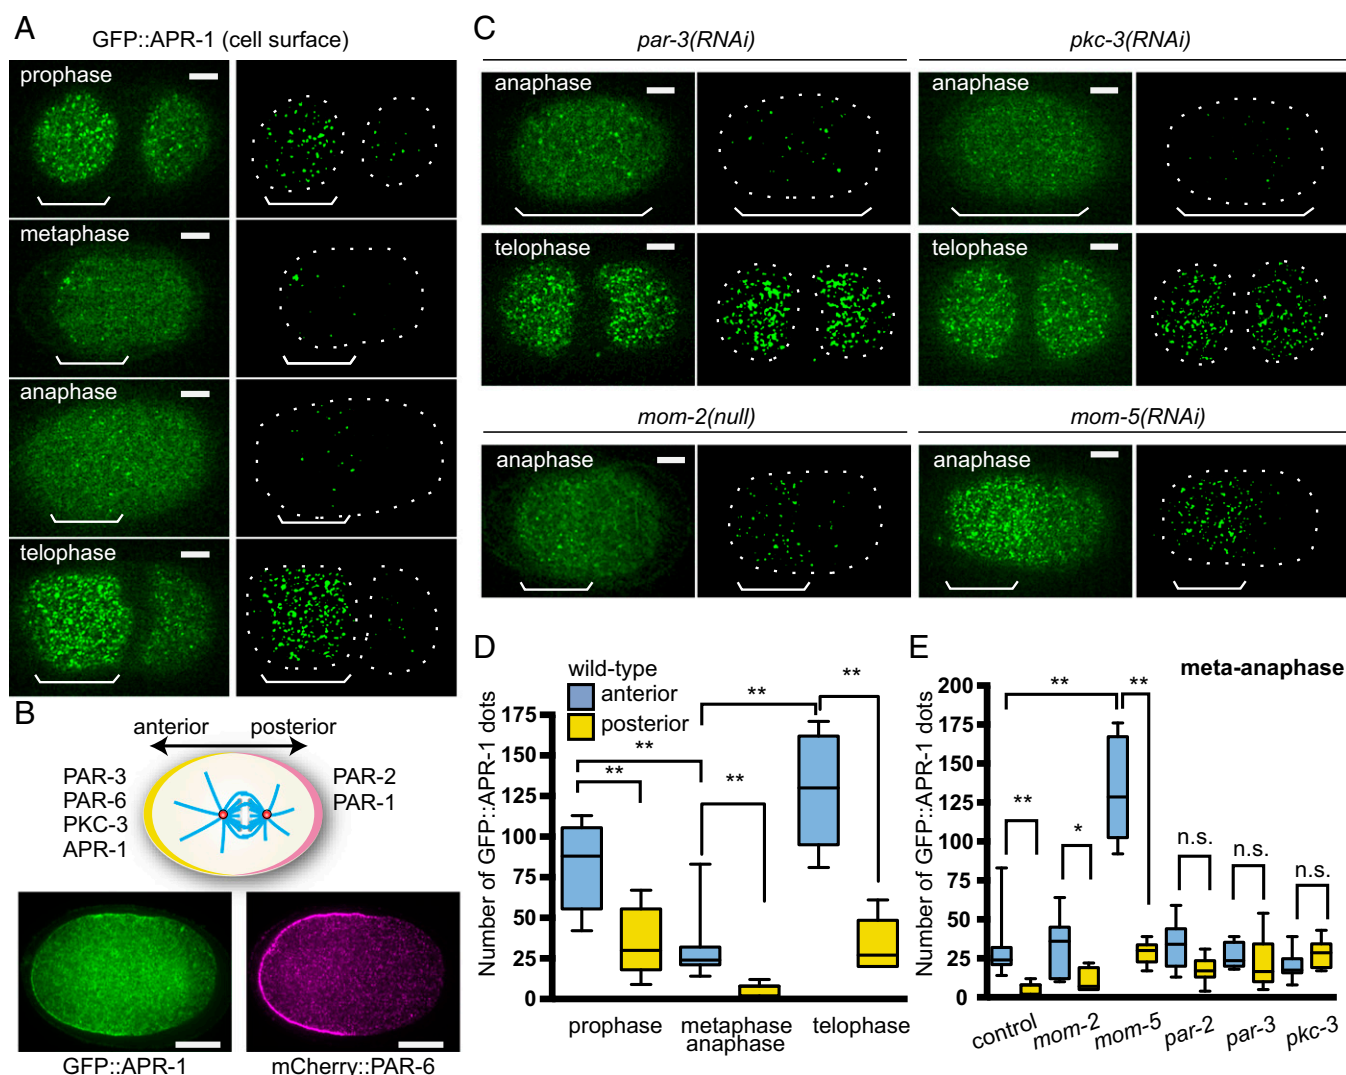 A
GFP::APR-1 (cell surface)
prophase
metaphase
anaphase
telophase
B
anterior posterior
PAR-3
PAR-6
PKC-3
APR-1
PAR-2
PAR-1
GFP::APR-1
mCherry::PAR-6
C
par-3(RNAi)
pkc-3(RNAi)
anaphase
anaphase
telophase
telophase
mom-2(null)
mom-5(RNAi)
anaphase
anaphase
D
wild-type
anterior
posterior
Number of GFP::APR-1 dots
175
150
125
100
75
50
25
0
**
**
**
**
**
prophase
metaphase
anaphase
telophase
E
meta-anaphase
Number of GFP::APR-1 dots
200
175
150
125
100
75
50
25
0
**
**
**
*
n.s.
n.s.
n.s.
control
mom-2
mom-5
par-2
par-3
pkc-3